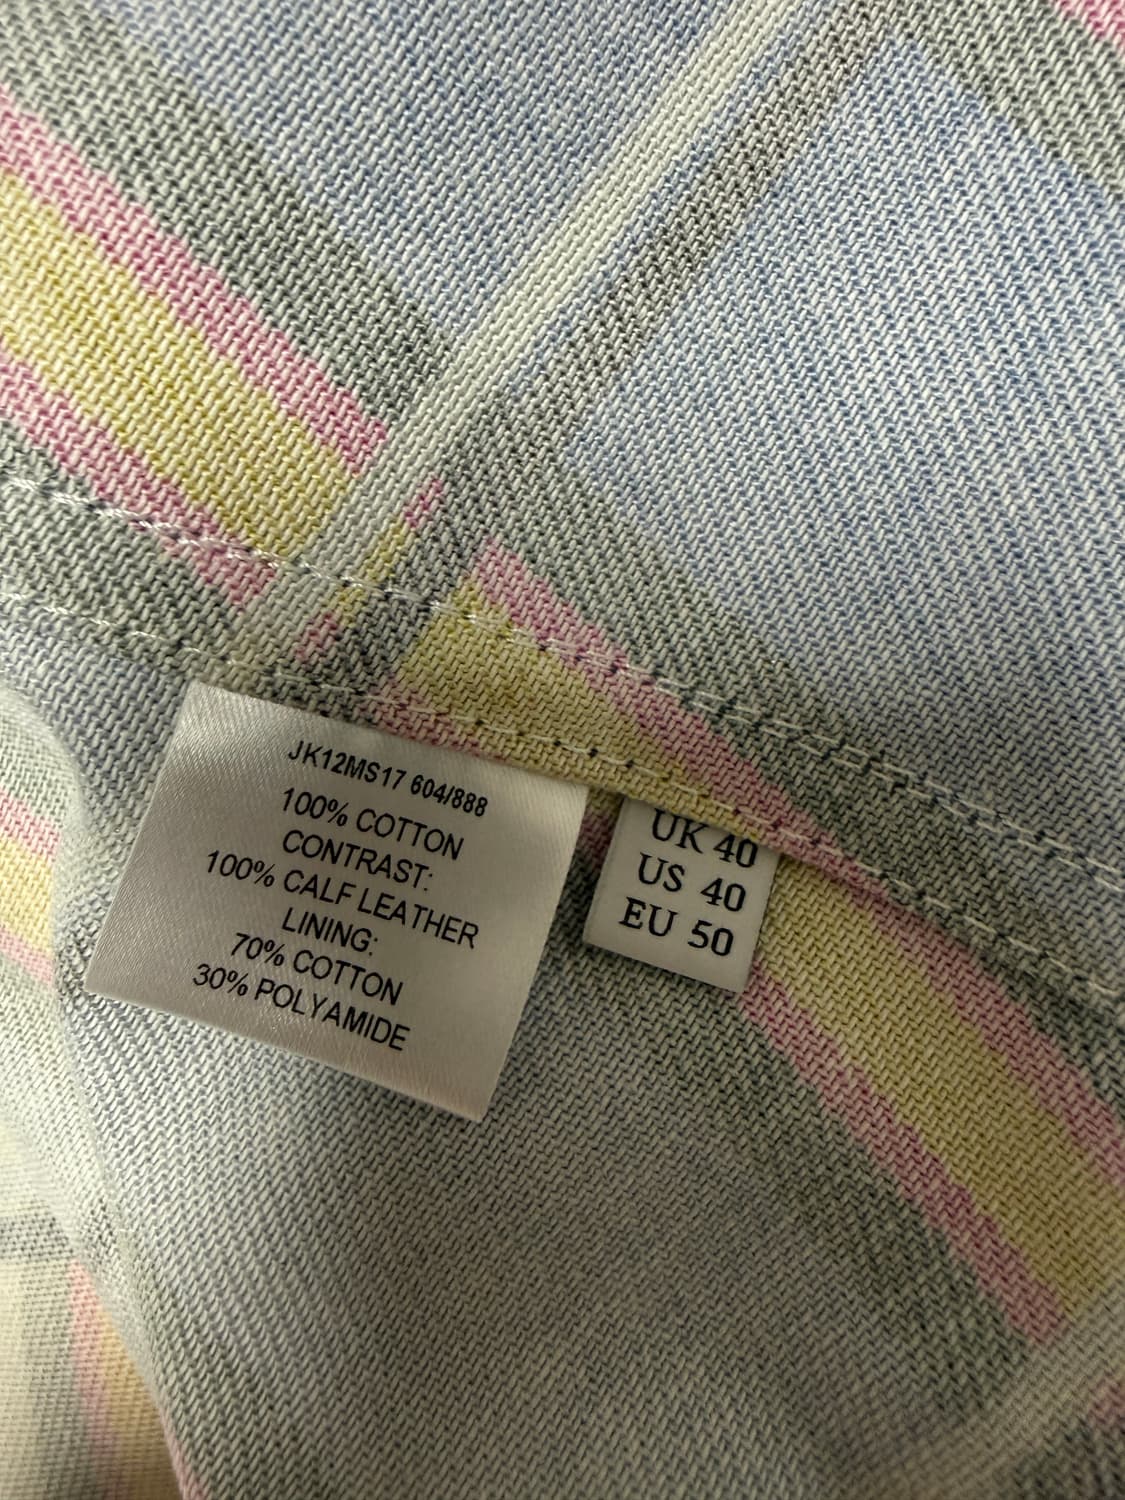 JK12MS17 604/888
100% COTTON
CONTRAST:
100% CALF LEATHER
LINING:
70% COTTON
30% POLYAMIDE
UK 40
US 40
EU 50